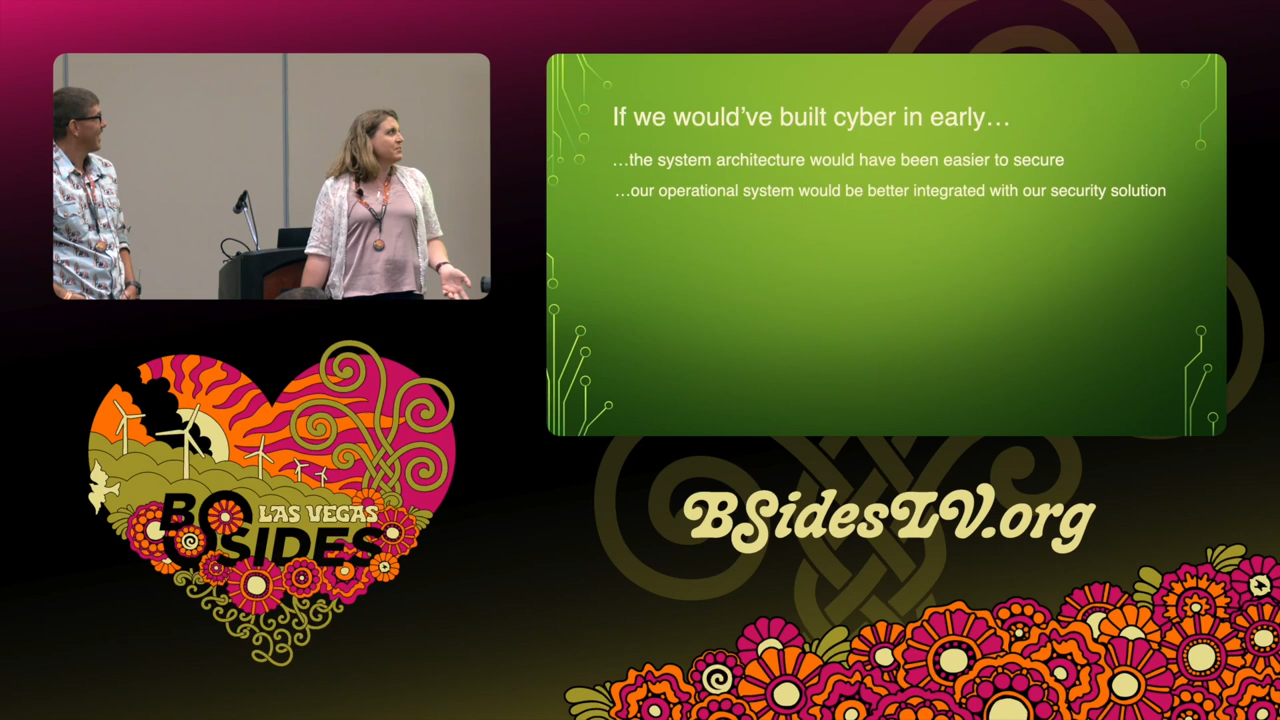 If we would've built cyber in early…
…the system architecture would have been easier to secure
…our operational system would be better integrated with our security solution
LAS VEGAS
BSIDES
BSidesLV.org